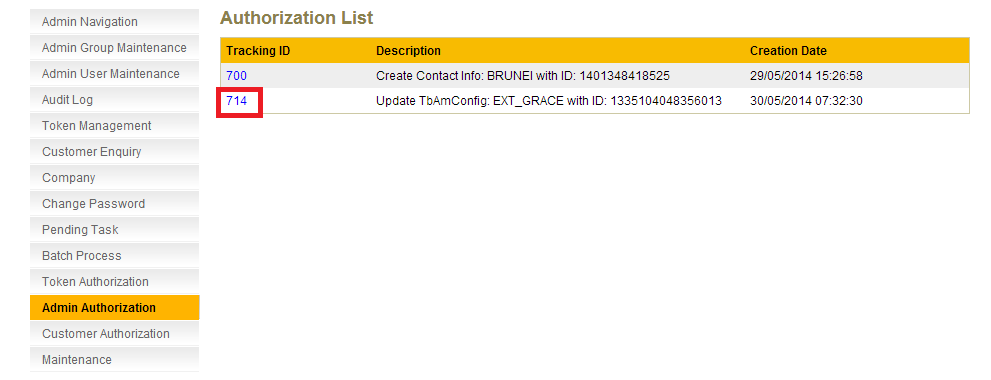 Admin Navigation
Admin Group Maintenance
Admin User Maintenance
Audit Log
Token Management
Customer Enquiry
Company
Change Password
Pending Task
Batch Process
Token Authorization
Admin Authorization
Customer Authorization
Maintenance
Authorization List
Tracking ID Description Creation Date
700 Create Contact Info: BRUNEI with ID: 1401348418525 29/05/2014 15:26:58
714 Update TbAmConfig: EXT_GRACE with ID: 1335104048356013 30/05/2014 07:32:30